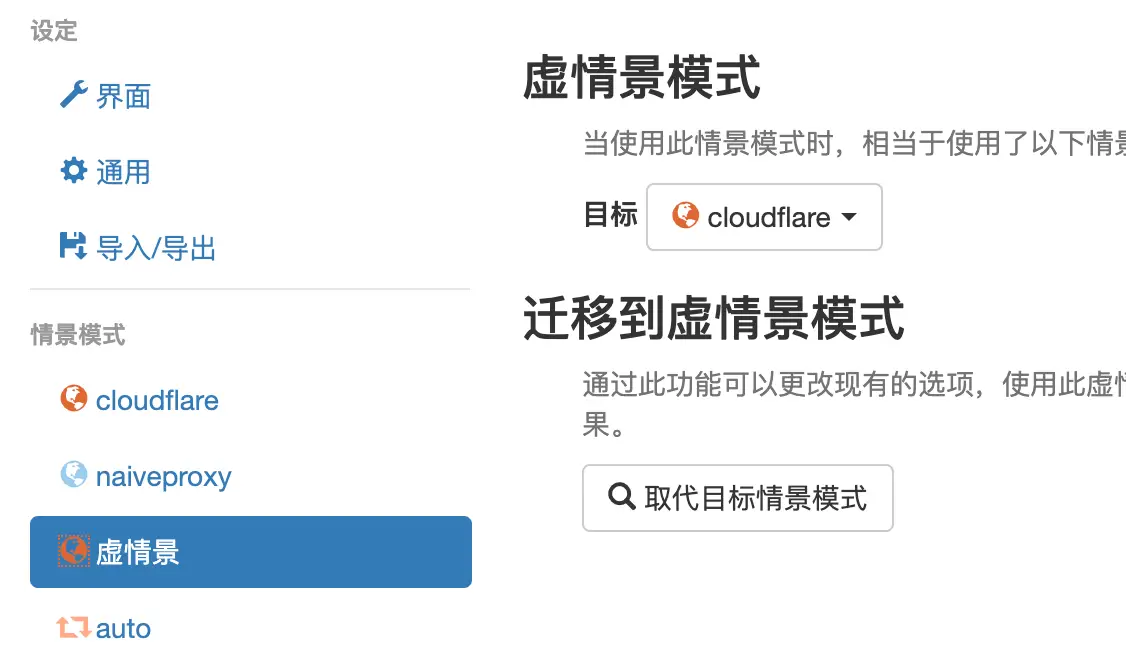 设定
界面
通用
导入/导出
情景模式
cloudflare
naiveproxy
虚情景
auto
虚情景模式
当使用此情景模式时，相当于使用了以下情
目标 cloudflare
迁移到虚情景模式
通过此功能可以更改现有的选项，使用此虚
果。
取代目标情景模式